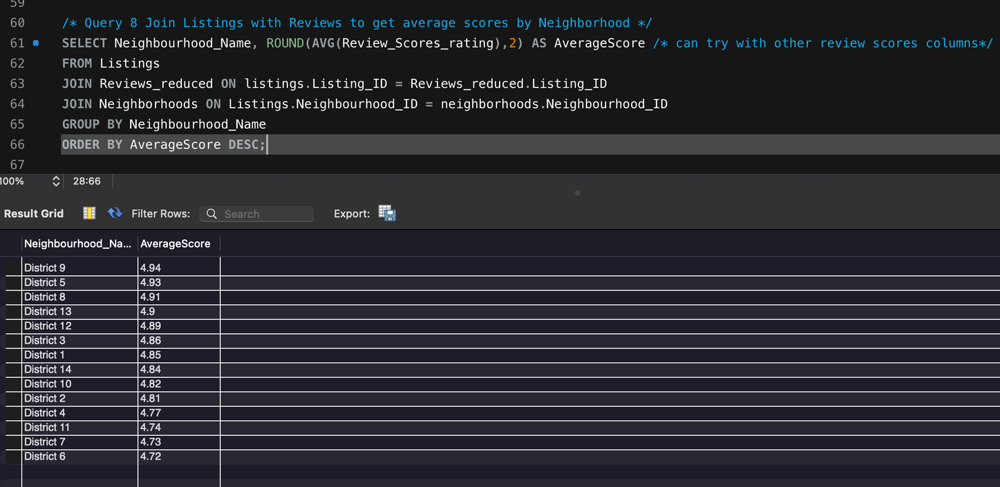 59
60 /* Query 8 Join Listings with Reviews to get average scores by Neighborhood */
61 SELECT Neighbourhood_Name, ROUND(AVG(Review_Scores_rating),2) AS AverageScore /* can try with other review scores columns*/
62 FROM Listings
63 JOIN Reviews_reduced ON listings.Listing_ID = Reviews_reduced.Listing_ID
64 JOIN Neighborhoods ON Listings.Neighbourhood_ID = neighborhoods.Neighbourhood_ID
65 GROUP BY Neighbourhood_Name
66 ORDER BY AverageScore DESC;
67
100% 28:66
Result Grid Filter Rows: Search Export:
Neighbourhood_Na... AverageScore
District 9 4.94
District 5 4.93
District 8 4.91
District 13 4.9
District 12 4.89
District 3 4.86
District 1 4.85
District 14 4.84
District 10 4.82
District 2 4.81
District 4 4.77
District 11 4.74
District 7 4.73
District 6 4.72